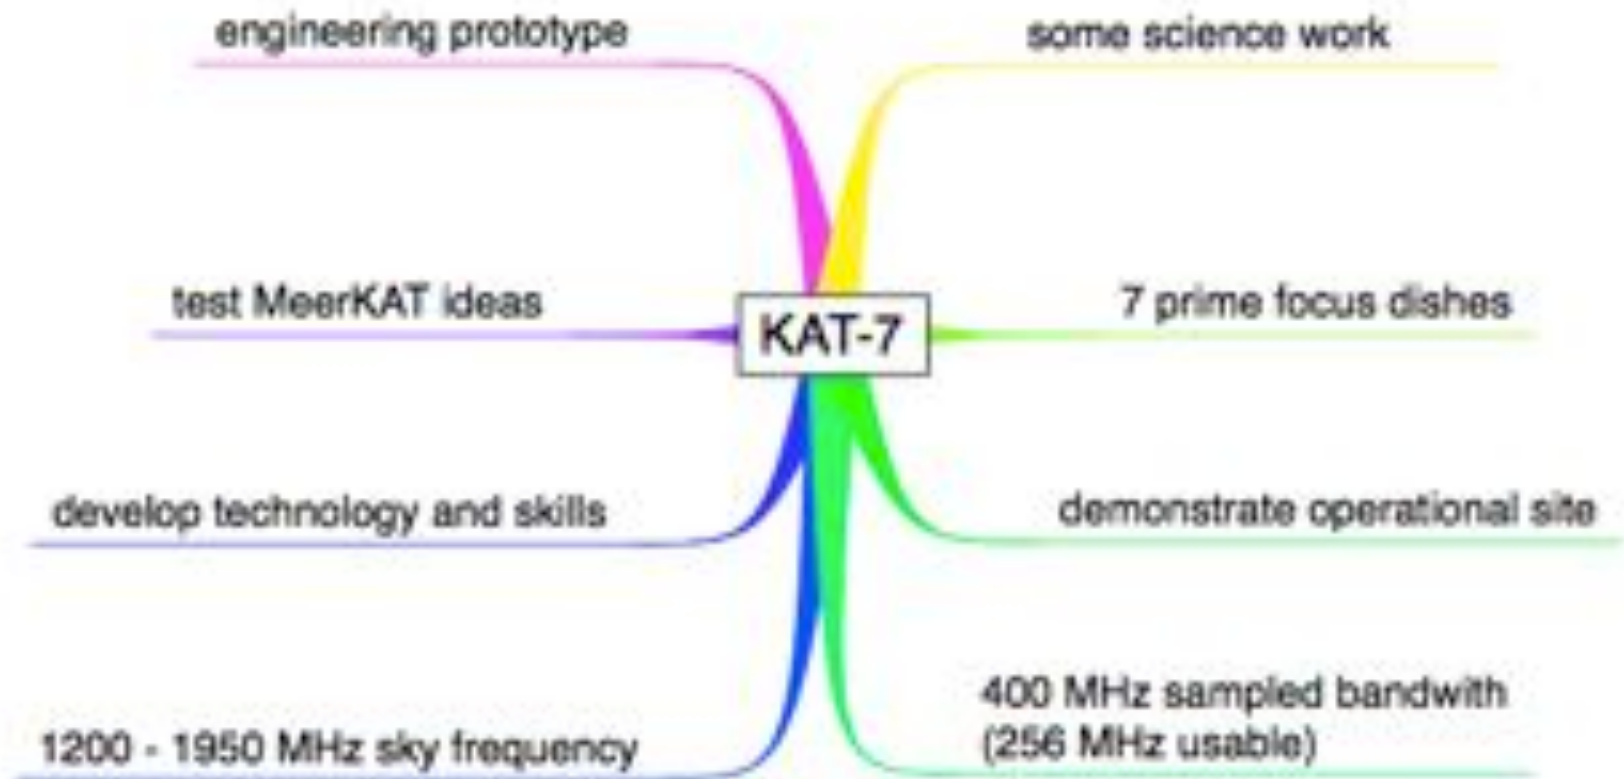 engineering prototype
some science work
test MeerKAT ideas
KAT-7
7 prime focus dishes
develop technology and skills
demonstrate operational site
1200 - 1950 MHz sky frequency
400 MHz sampled bandwith
(256 MHz usable)